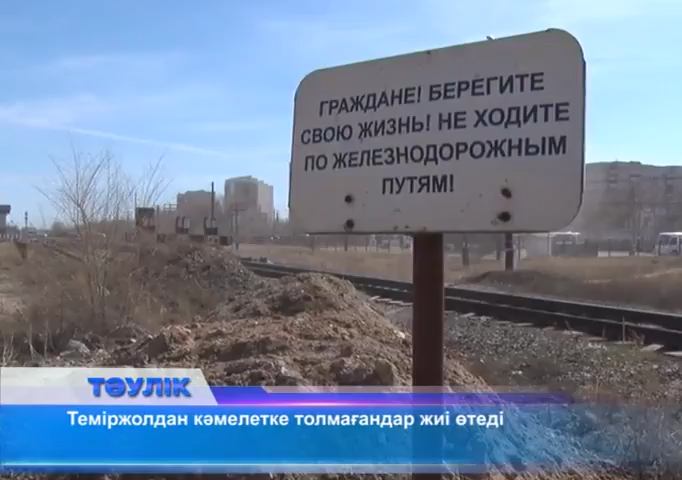 ГРАЖДАНЕ! БЕРЕГИТЕ
СВОЮ ЖИЗНЬ! НЕ ХОДИТЕ
ПО ЖЕЛЕЗНОДОРОЖНЫМ
ПУТЯМ!
ТӘУЛІК
Теміржолдан кәмелетке толмағандар жиі өтеді